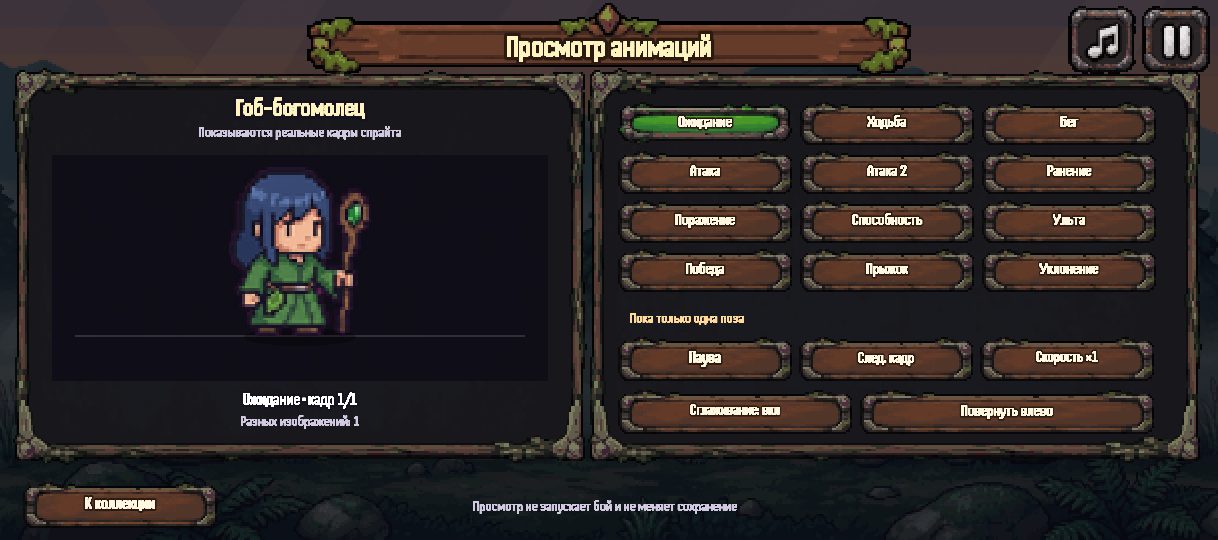 Просмотр анимаций
Гоб-богомолец
Показываются реальные кадры спрайта
Ожидание • кадр 1/1
Разных изображений: 1
Ожидание
Ходьба
Бег
Атака
Атака 2
Ранение
Поражение
Способность
Ульта
Победа
Прыжок
Уклонение
Пока только одна поза
Пауза
След. кадр
Скорость ×1
Сглаживание: вкл
Повернуть влево
К коллекции
Просмотр не запускает бой и не меняет сохранение